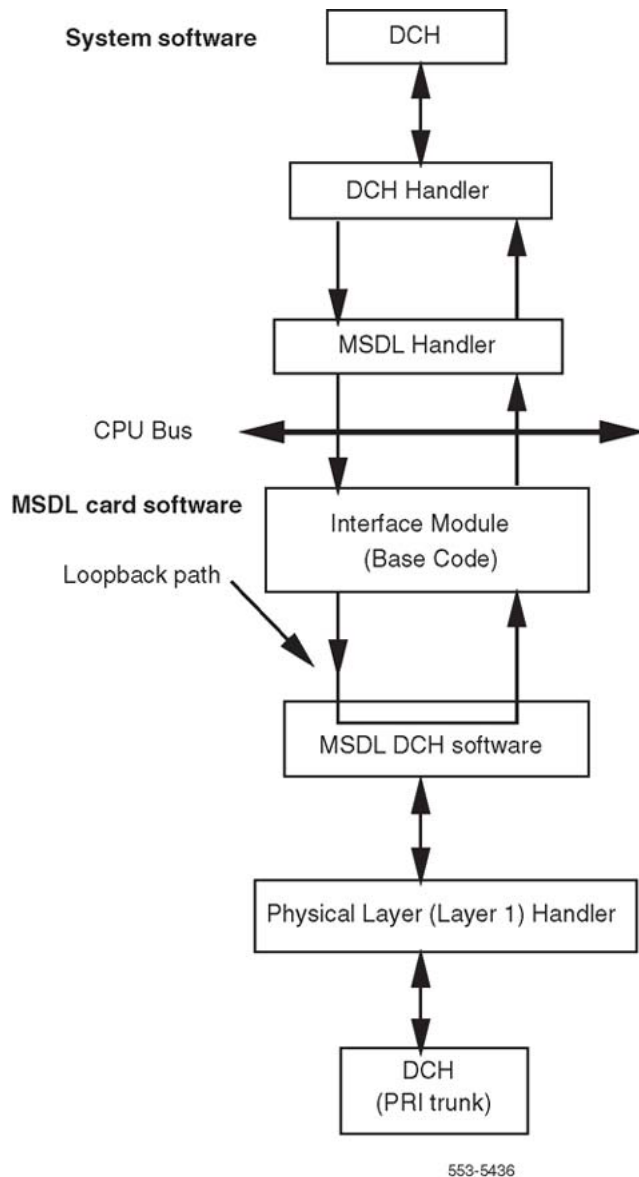 System software
DCH
DCH Handler
MSDL Handler
CPU Bus
MSDL card software
Interface Module
(Base Code)
Loopback path
MSDL DCH software
Physical Layer (Layer 1) Handler
DCH
(PRI trunk)
553-5436